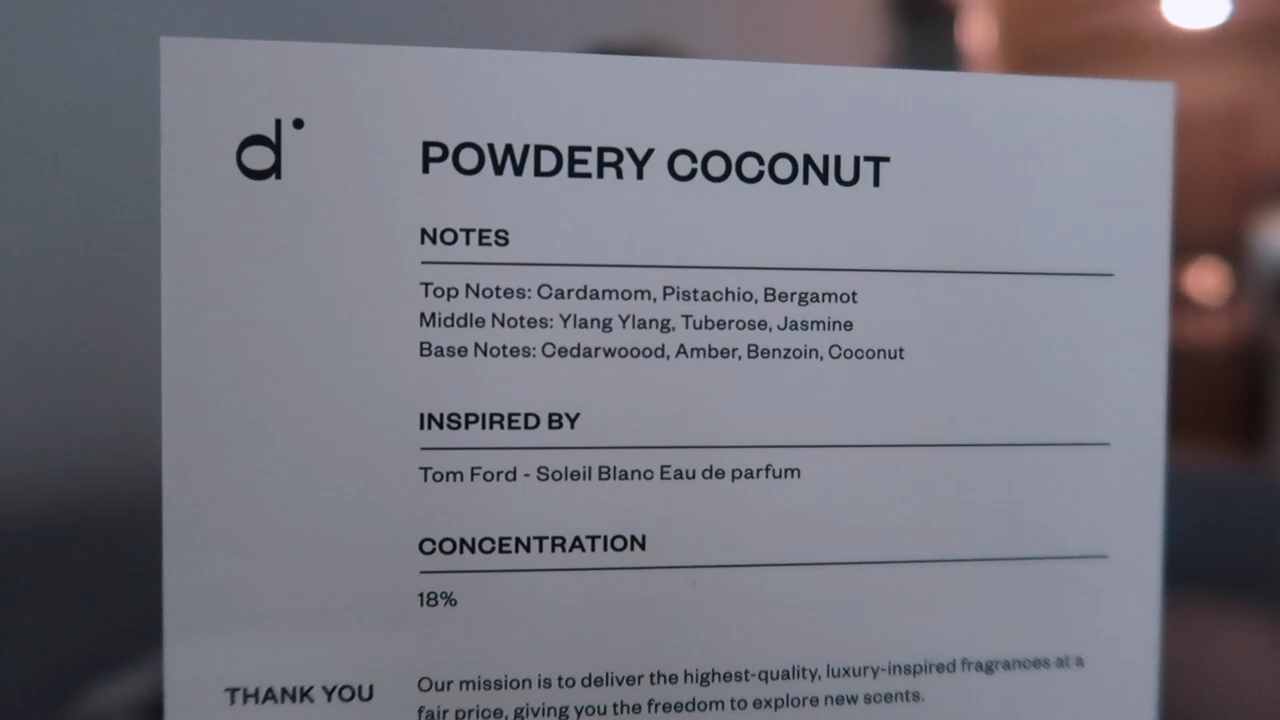 d•
POWDERY COCONUT
NOTES
Top Notes: Cardamom, Pistachio, Bergamot
Middle Notes: Ylang Ylang, Tuberose, Jasmine
Base Notes: Cedarwoood, Amber, Benzoin, Coconut
INSPIRED BY
Tom Ford - Soleil Blanc Eau de parfum
CONCENTRATION
18%
THANK YOU
Our mission is to deliver the highest-quality, luxury-inspired fragrances at a
fair price, giving you the freedom to explore new scents.